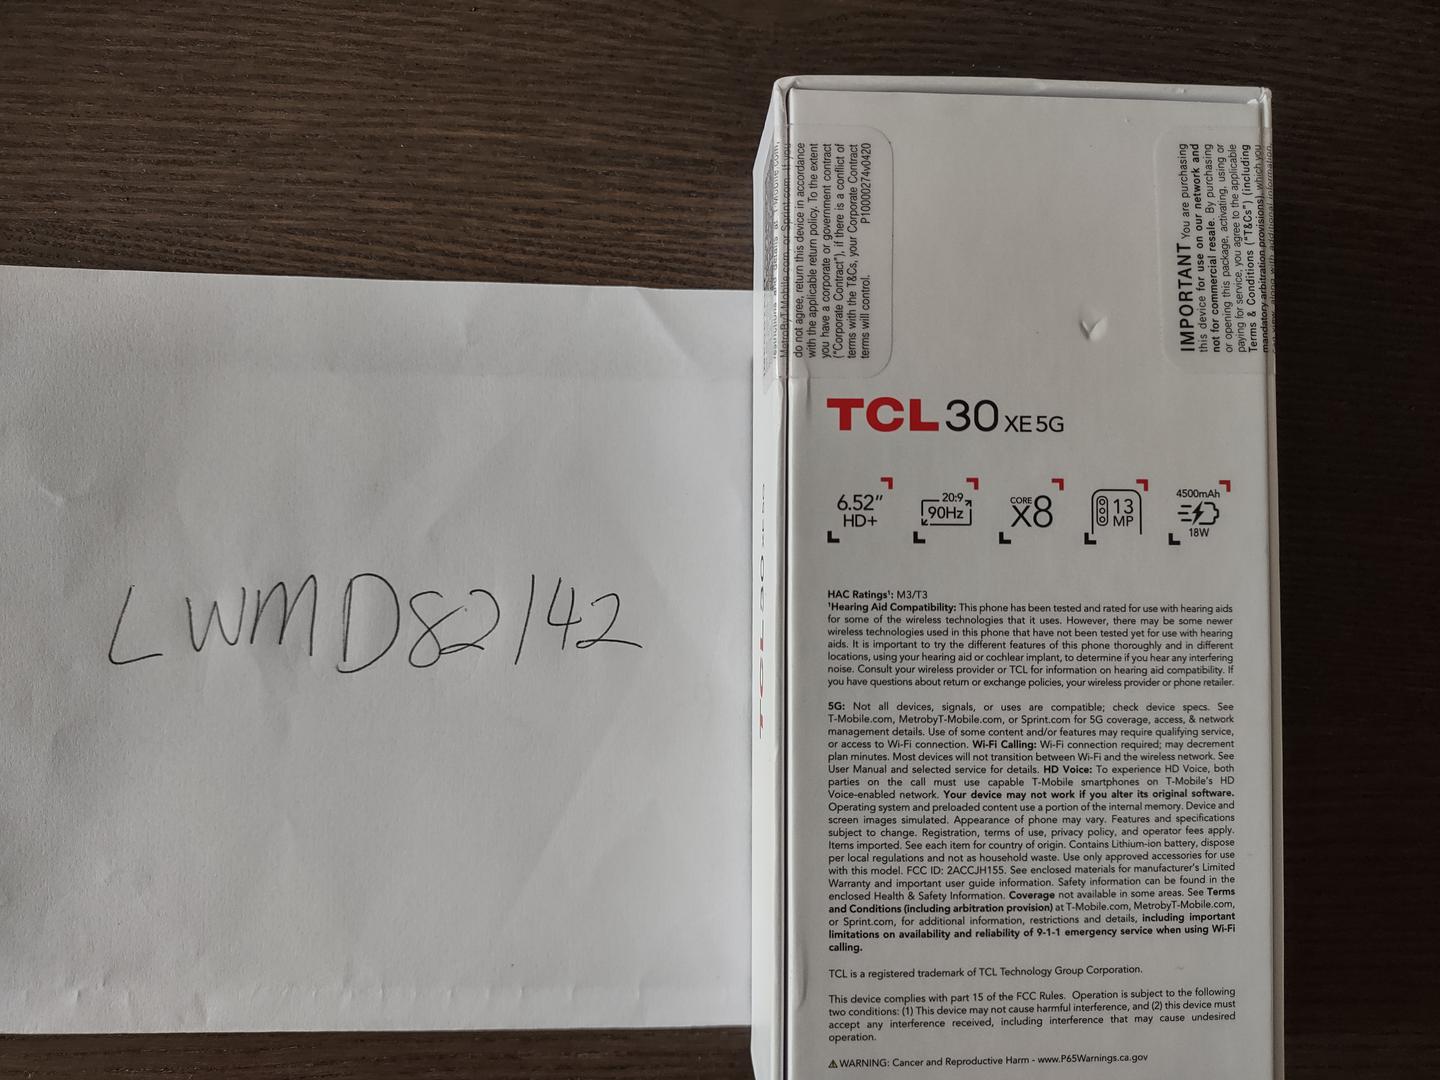 LWMD82/42
do not agree, return this device in accordance
with the applicable return policy. To the extent
you have a corporate or government contract
("Corporate Contract"), if there is a conflict of
terms with the T&Cs, your Corporate Contract
terms will control. P10000274v0420
IMPORTANT You are purchasing
this device for use on our network and
not for commercial resale. By purchasing
or opening this package, activating, using or
paying for service, you agree to the applicable
Terms & Conditions ("T&Cs") (including
mandatory arbitration provisions) which you
TCL 30 XE 5G
6.52″
HD+
20:9
90Hz
CORE
X8
13
MP
4500mAh
18W
HAC Ratings¹: M3/T3
¹Hearing Aid Compatibility: This phone has been tested and rated for use with hearing aids
for some of the wireless technologies that it uses. However, there may be some newer
wireless technologies used in this phone that have not been tested yet for use with hearing
aids. It is important to try the different features of this phone thoroughly and in different
locations, using your hearing aid or cochlear implant, to determine if you hear any interfering
noise. Consult your wireless provider or TCL for information on hearing aid compatibility. If
you have questions about return or exchange policies, your wireless provider or phone retailer.
5G: Not all devices, signals, or uses are compatible; check device specs. See
T-Mobile.com, MetrobyT-Mobile.com, or Sprint.com for 5G coverage, access, & network
management details. Use of some content and/or features may require qualifying service,
or access to Wi-Fi connection. Wi-Fi Calling: Wi-Fi connection required; may decrement
plan minutes. Most devices will not transition between Wi-Fi and the wireless network. See
User Manual and selected service for details. HD Voice: To experience HD Voice, both
parties on the call must use capable T-Mobile smartphones on T-Mobile's HD
Voice-enabled network. Your device may not work if you alter its original software.
Operating system and preloaded content use a portion of the internal memory. Device and
screen images simulated. Appearance of phone may vary. Features and specifications
subject to change. Registration, terms of use, privacy policy, and operator fees apply.
Items imported. See each item for country of origin. Contains Lithium-ion battery, dispose
per local regulations and not as household waste. Use only approved accessories for use
with this model. FCC ID: 2ACCJH155. See enclosed materials for manufacturer's Limited
Warranty and important user guide information. Safety information can be found in the
enclosed Health & Safety Information. Coverage not available in some areas. See Terms
and Conditions (including arbitration provision) at T-Mobile.com, MetrobyT-Mobile.com,
or Sprint.com, for additional information, restrictions and details, including important
limitations on availability and reliability of 9-1-1 emergency service when using Wi-Fi
calling.
TCL is a registered trademark of TCL Technology Group Corporation.
This device complies with part 15 of the FCC Rules. Operation is subject to the following
two conditions: (1) This device may not cause harmful interference, and (2) this device must
accept any interference received, including interference that may cause undesired
operation.
⚠WARNING: Cancer and Reproductive Harm - www.P65Warnings.ca.gov